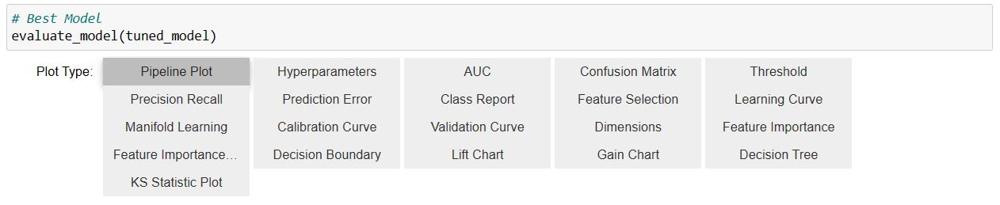 # Best Model
evaluate_model(tuned_model)
Plot Type: Pipeline Plot Hyperparameters AUC Confusion Matrix Threshold
Precision Recall Prediction Error Class Report Feature Selection Learning Curve
Manifold Learning Calibration Curve Validation Curve Dimensions Feature Importance
Feature Importance... Decision Boundary Lift Chart Gain Chart Decision Tree
KS Statistic Plot